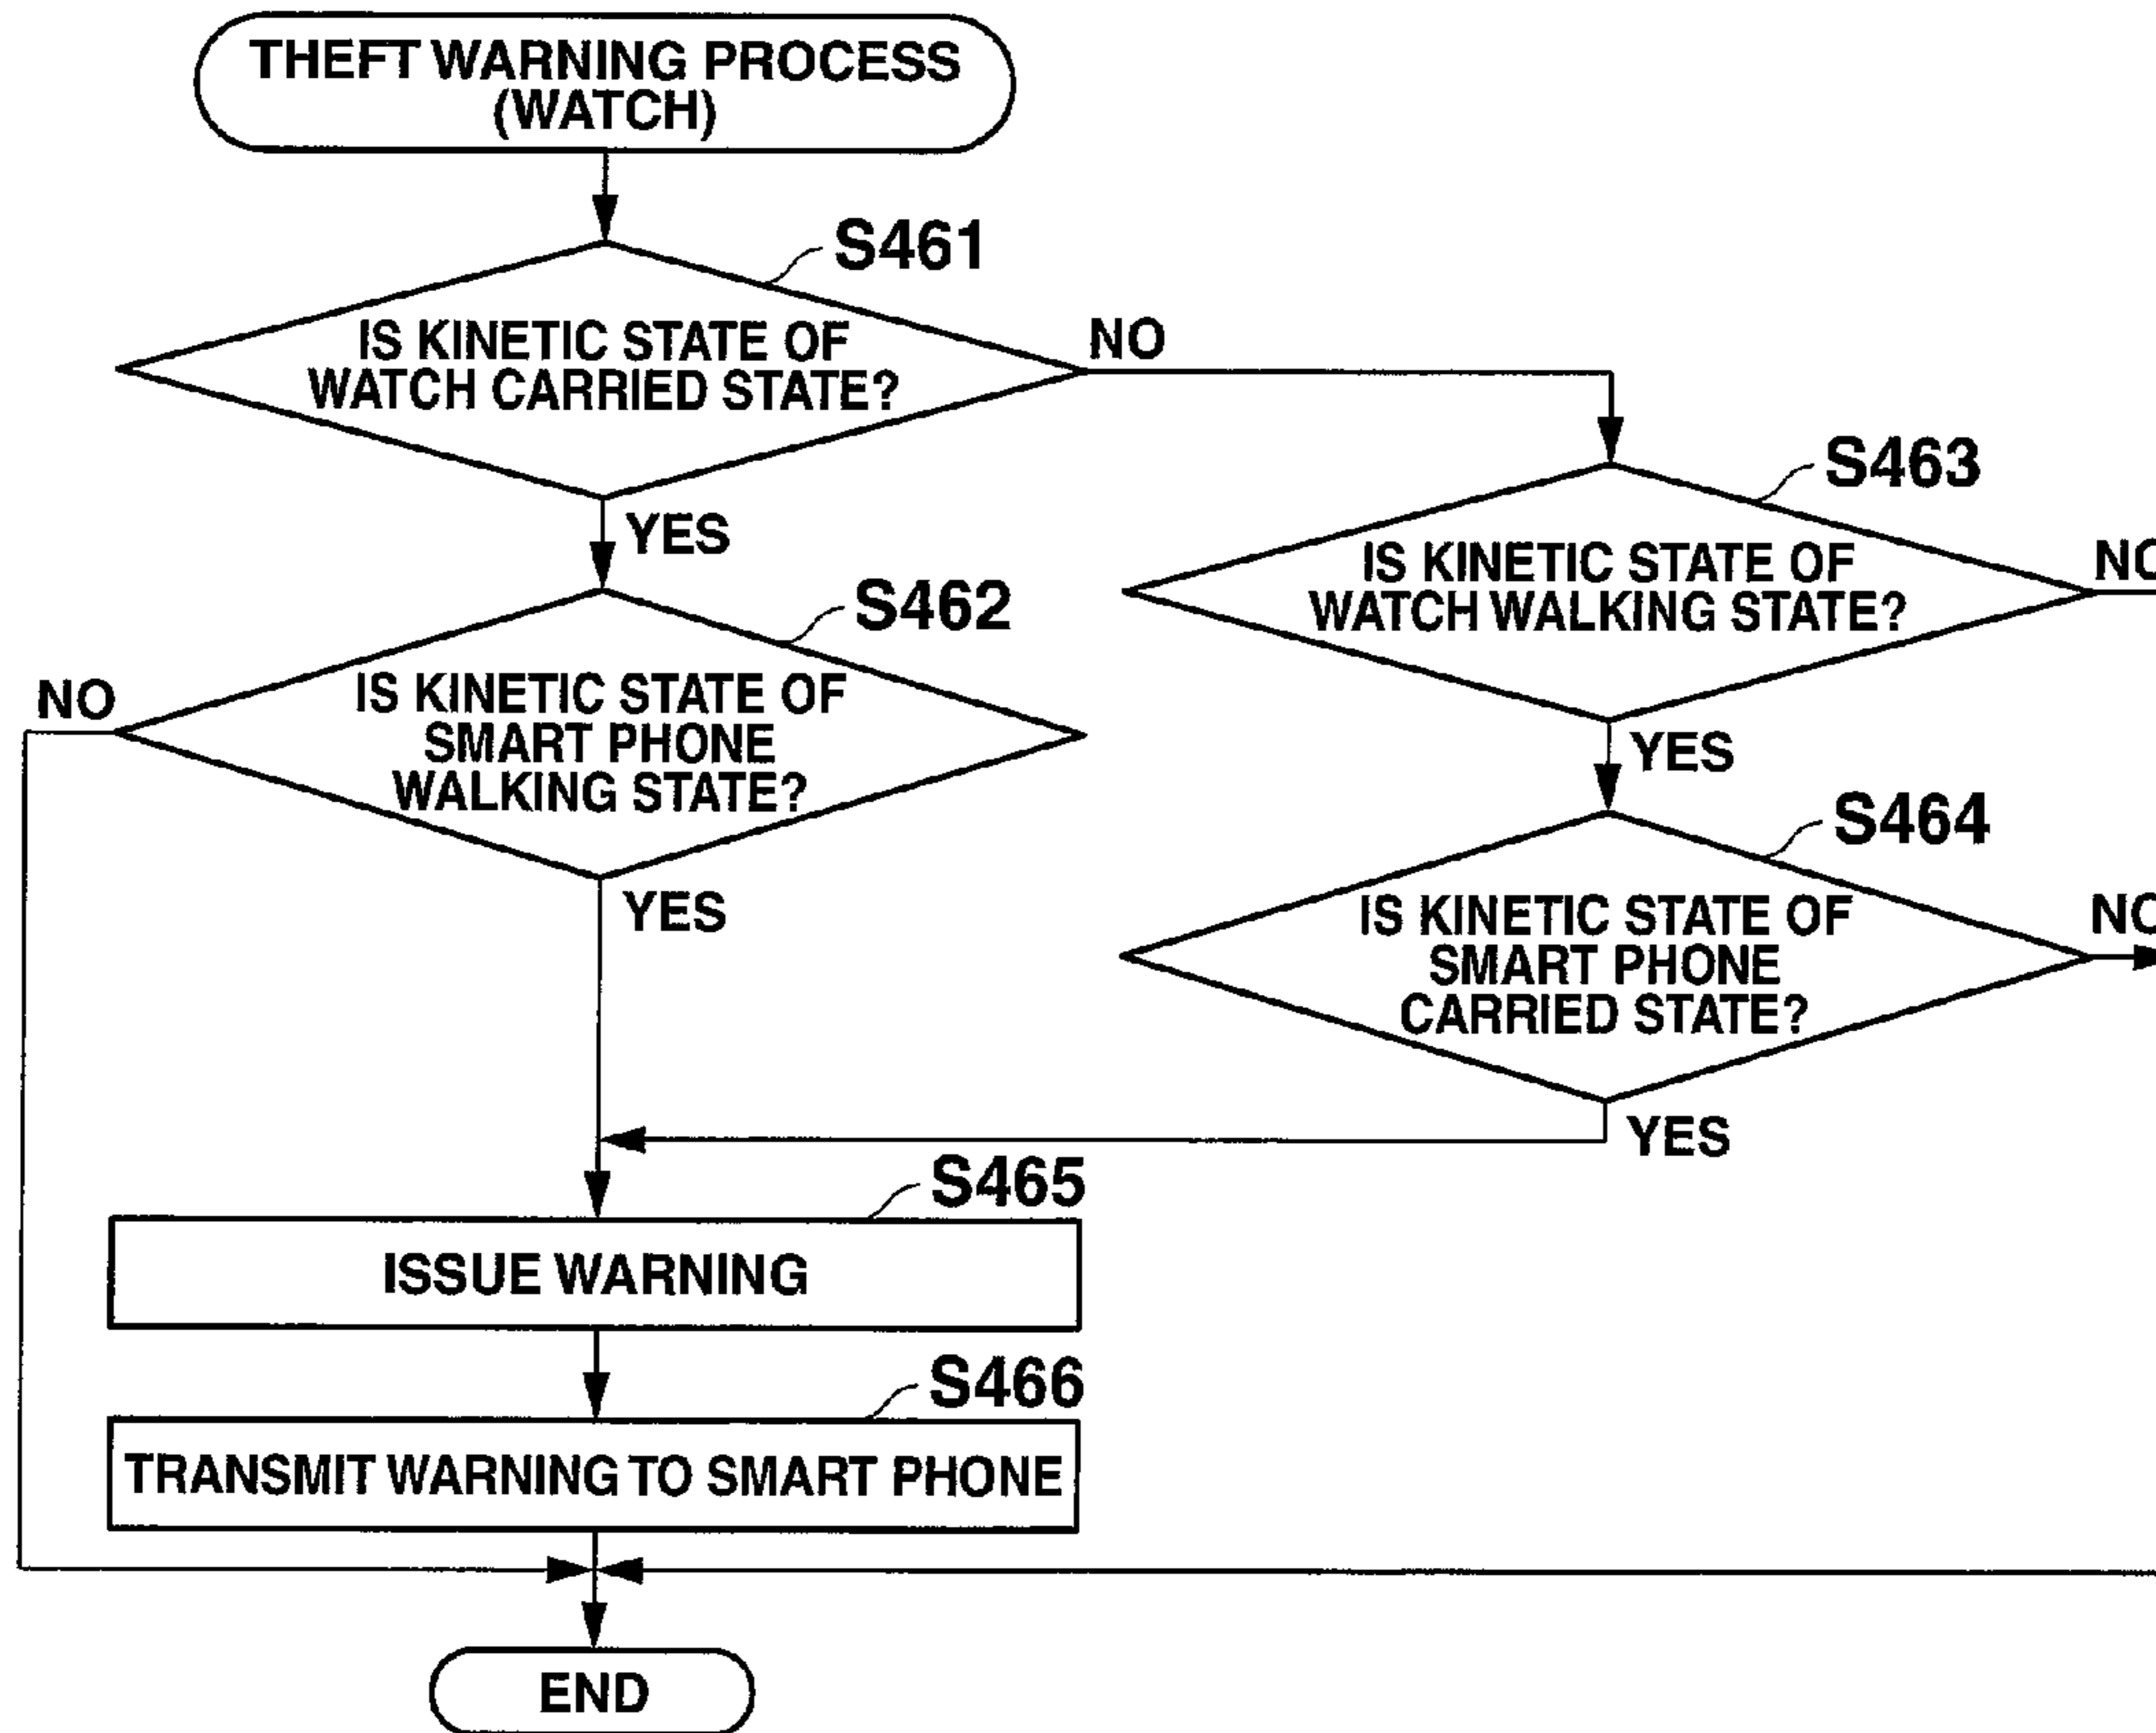 THEFT WARNING PROCESS
(WATCH)
S461
IS KINETIC STATE OF
WATCH CARRIED STATE?
NO
YES
S462
IS KINETIC STATE OF
SMART PHONE
WALKING STATE?
NO
YES
S463
IS KINETIC STATE OF
WATCH WALKING STATE?
NO
YES
S464
IS KINETIC STATE OF
SMART PHONE
CARRIED STATE?
NO
YES
S465
ISSUE WARNING
S466
TRANSMIT WARNING TO SMART PHONE
END